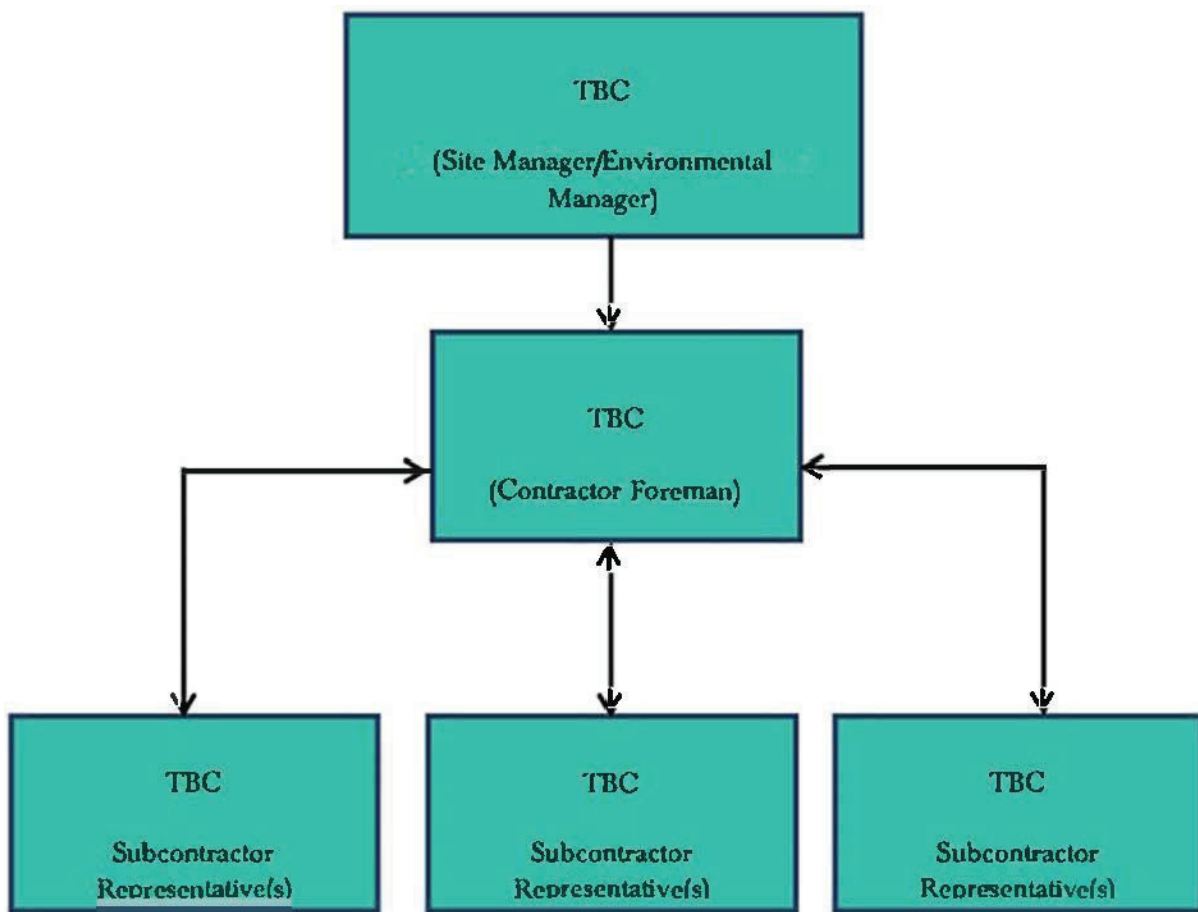 TBC
(Site Manager/Environmental
Manager)
TBC
(Contractor Foreman)
TBC
Subcontractor
Representative(s)
TBC
Subcontractor
Representative(s)
TBC
Subcontractor
Representative(s)